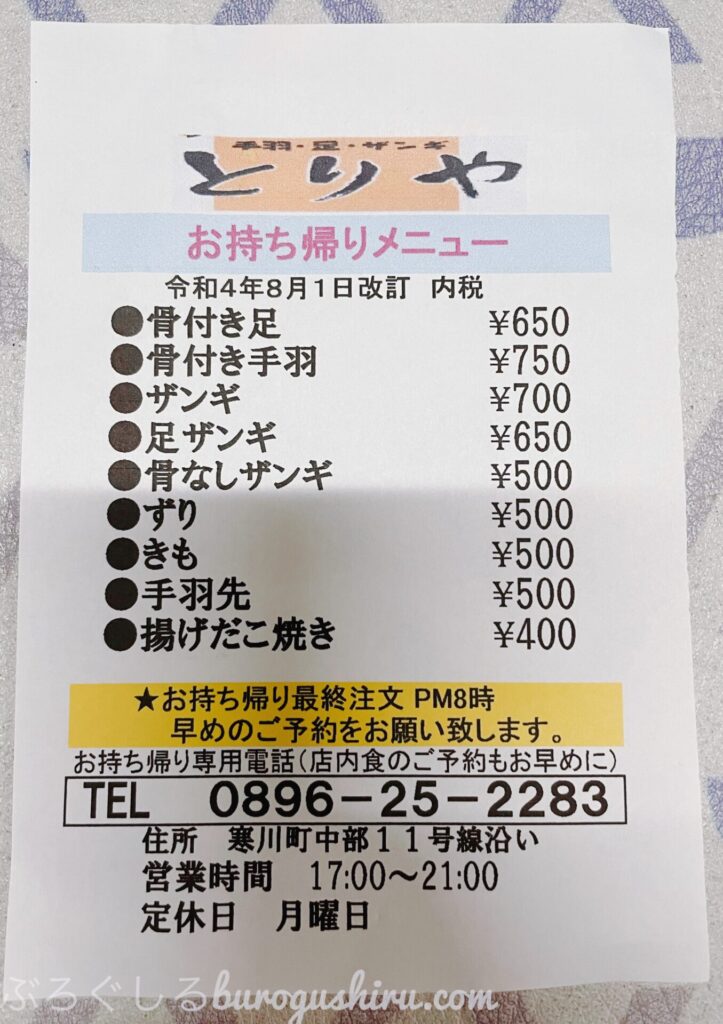 手羽・足・ザンギ
とりや
お持ち帰りメニュー
令和4年8月1日改訂 内税
●骨付き足 ¥650
●骨付き手羽 ¥750
●ザンギ ¥700
●足ザンギ ¥650
●骨なしザンギ ¥500
●ずり ¥500
●きも ¥500
●手羽先 ¥500
●揚げだこ焼き ¥400
★お持ち帰り最終注文 PM8時
早めのご予約をお願い致します。
お持ち帰り専用電話(店内食のご予約もお早めに)
TEL 0896-25-2283
住所 寒川町中部11号線沿い
営業時間 17:00~21:00
定休日 月曜日
ぶろぐしるburogushiru.com